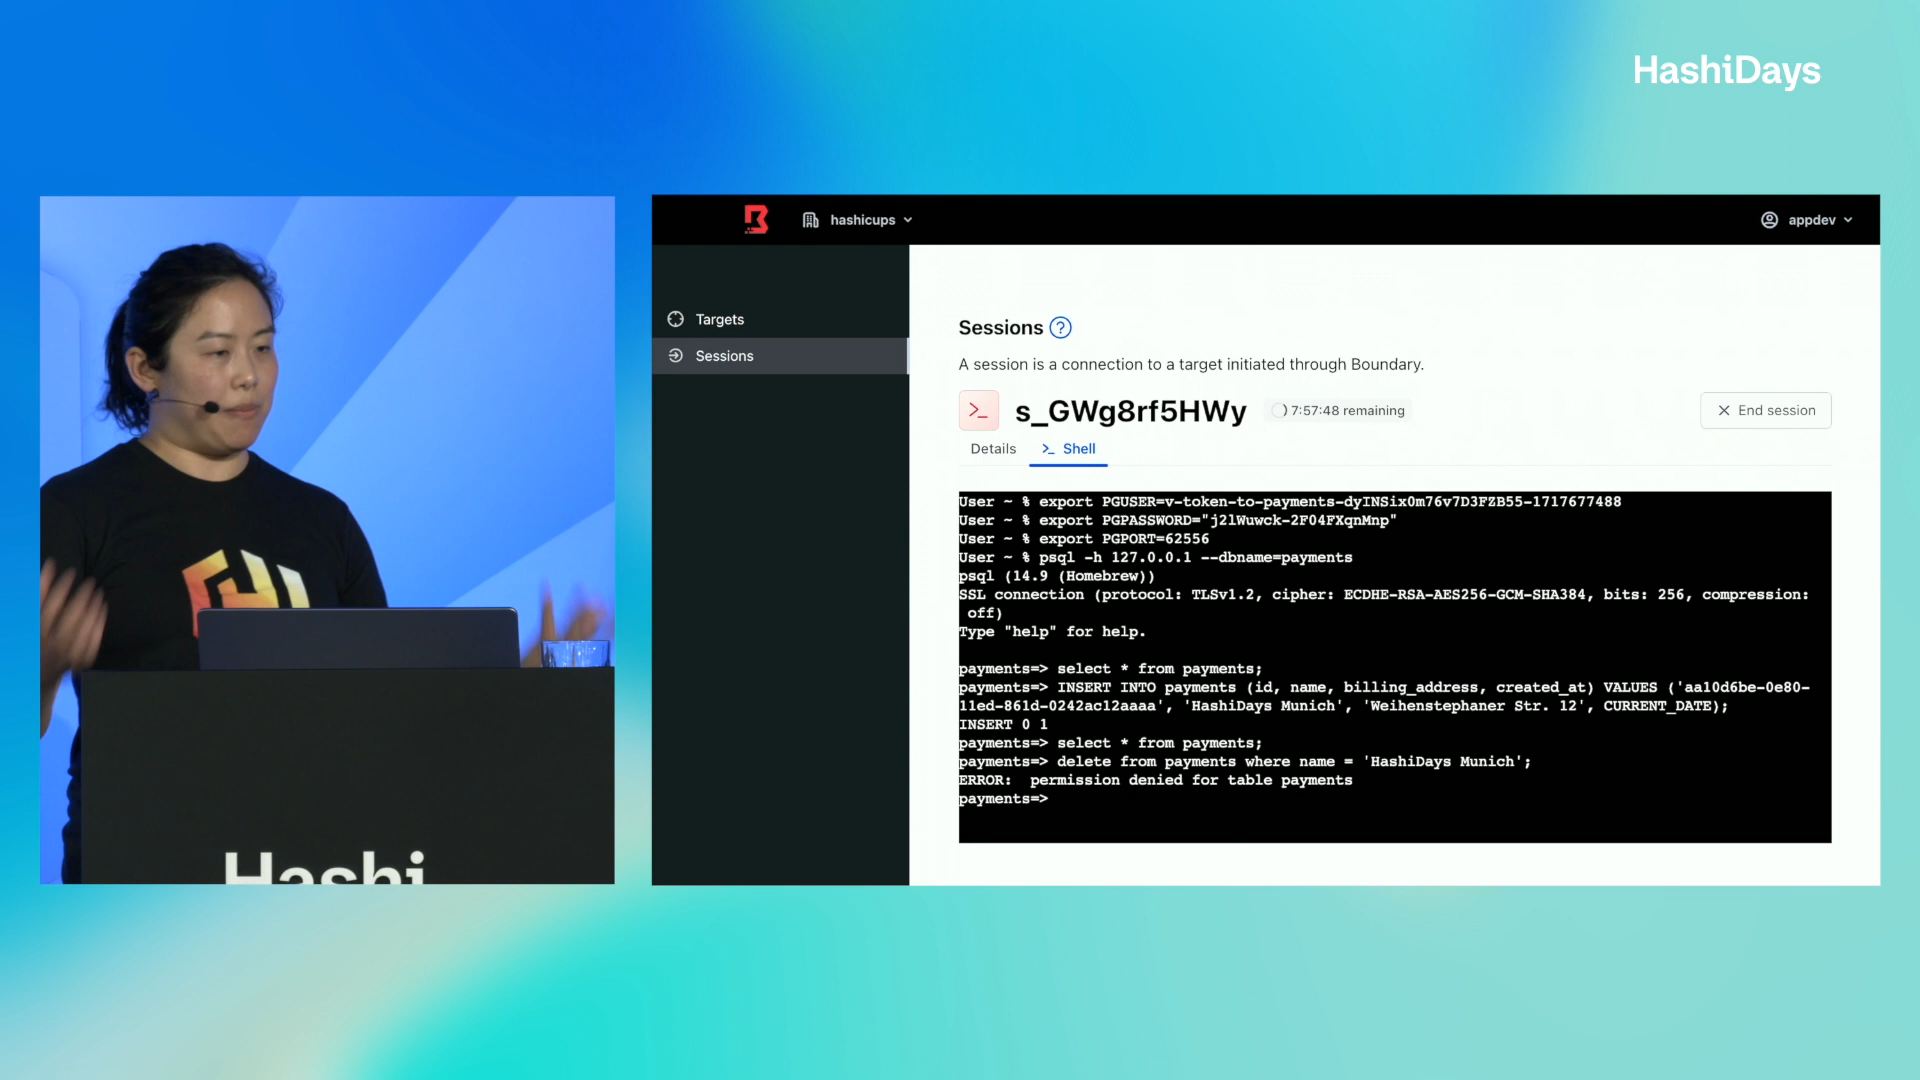 HashiDays
hashicups
appdev
Targets
Sessions
Sessions ?
A session is a connection to a target initiated through Boundary.
>_ s_GWg8rf5HWy 7:57:48 remaining
End session
Details >_ Shell
User ~ % export PGUSER=v-token-to-payments-dyINSix0m76v7D3FZB55-1717677488
User ~ % export PGPASSWORD="j2lWuwck-2F04FXqnMnp"
User ~ % export PGPORT=62556
User ~ % psql -h 127.0.0.1 --dbname=payments
psql (14.9 (Homebrew))
SSL connection (protocol: TLSv1.2, cipher: ECDHE-RSA-AES256-GCM-SHA384, bits: 256, compression:
off)
Type "help" for help.
payments=> select * from payments;
payments=> INSERT INTO payments (id, name, billing_address, created_at) VALUES ('aa10d6be-0e80-
11ed-861d-0242ac12aaaa', 'HashiDays Munich', 'Weihenstephaner Str. 12', CURRENT_DATE);
INSERT 0 1
payments=> select * from payments;
payments=> delete from payments where name = 'HashiDays Munich';
ERROR:  permission denied for table payments
payments=>
Hashi